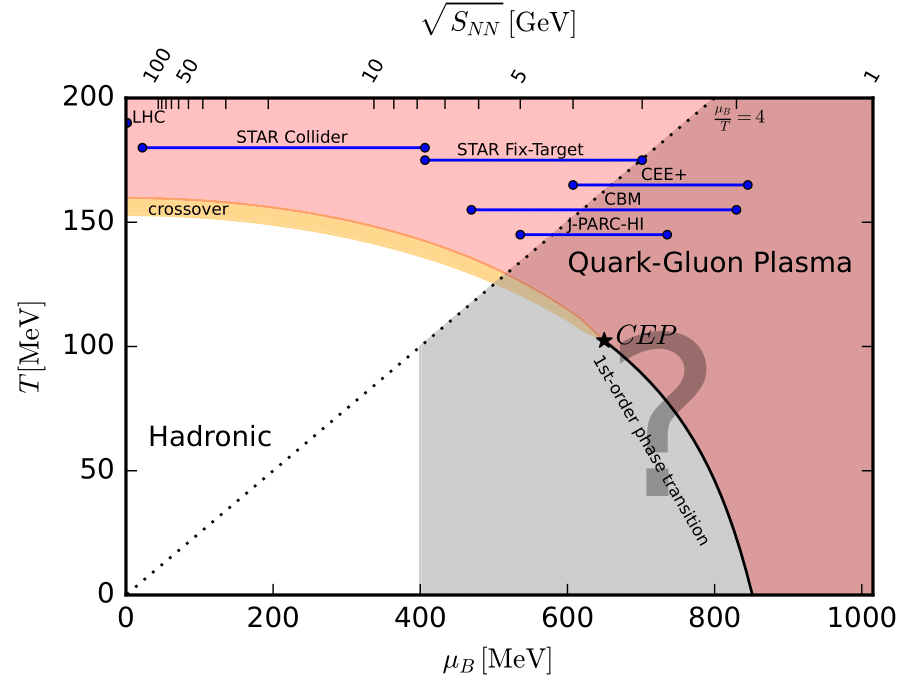 √S_NN [GeV]
100
50
10
5
1
200
150
100
50
0
T[MeV]
LHC
STAR Collider
STAR Fix-Target
μ_B/T = 4
CEE+
CBM
J-PARC-HI
crossover
Quark-Gluon Plasma
CEP
?
1st-order phase transition
Hadronic
0
200
400
600
800
1000
μ_B [MeV]